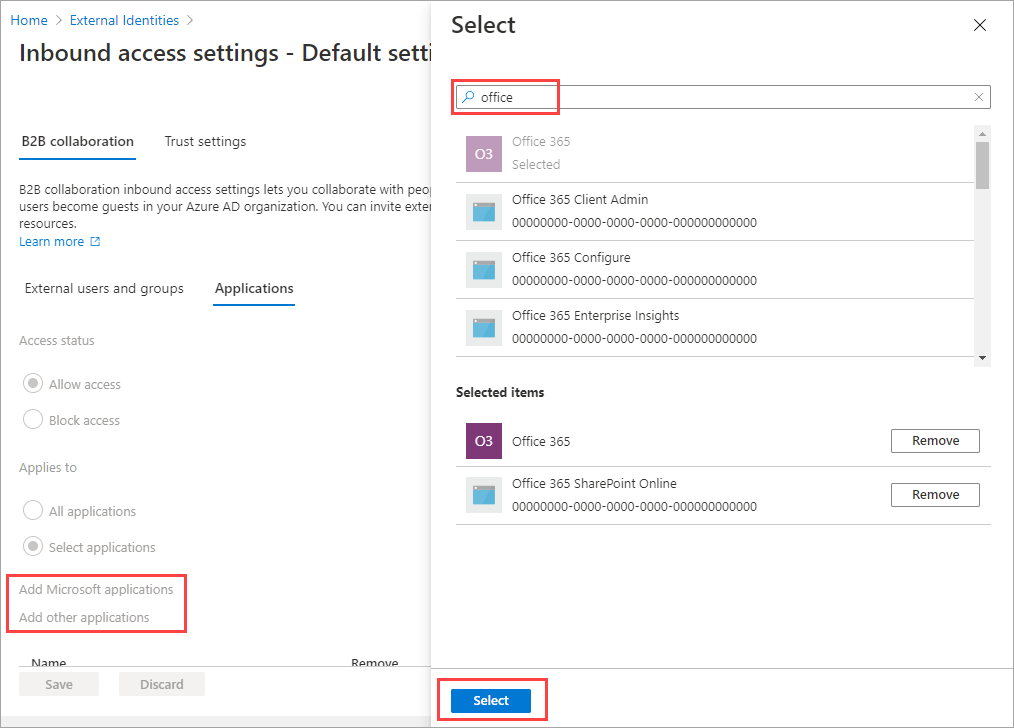 Home > External Identities >
Inbound access settings - Default setti
B2B collaboration
Trust settings
B2B collaboration inbound access settings lets you collaborate with peop
users become guests in your Azure AD organization. You can invite exter
resources.
Learn more
External users and groups
Applications
Access status
Allow access
Block access
Applies to
All applications
Select applications
Add Microsoft applications
Add other applications
Name
Remove
Save
Discard
Select
office
O3
Office 365
Selected
Office 365 Client Admin
00000000-0000-0000-0000-000000000000
Office 365 Configure
00000000-0000-0000-0000-000000000000
Office 365 Enterprise Insights
00000000-0000-0000-0000-000000000000
Selected items
O3
Office 365
Remove
Office 365 SharePoint Online
00000000-0000-0000-0000-000000000000
Remove
Select